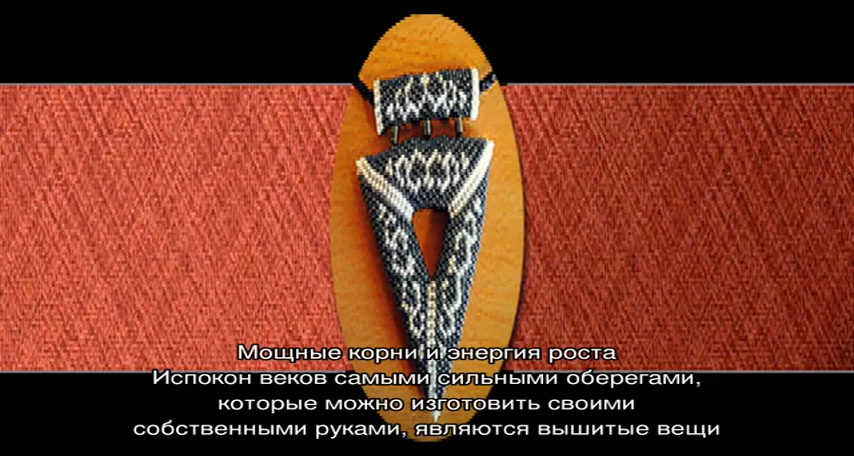 Мощные корни и энергия роста
Испокон веков самыми сильными оберегами,
которые можно изготовить своими
собственными руками, являются вышитые вещи